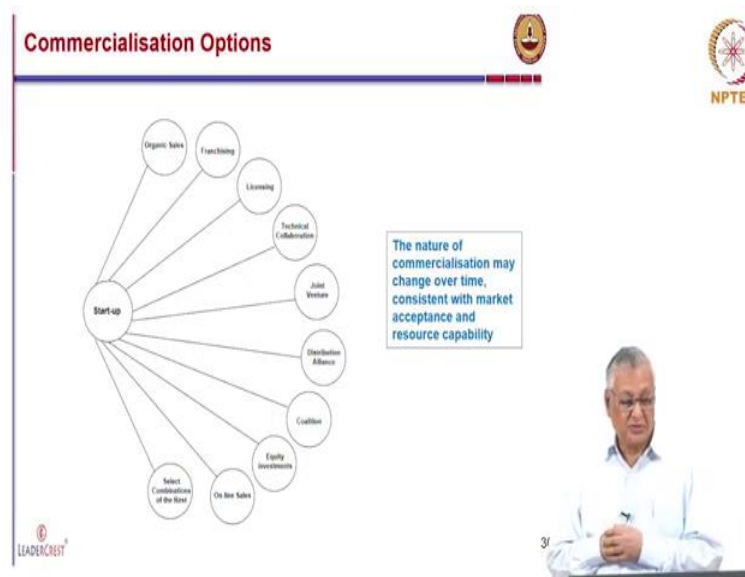 Commercialisation Options
NPTE
Organic Sales
Franchising
Licensing
Technical
Collaboration
Joint
Venture
Distribution
Alliance
Coalition
Equity
Investments
On line Sales
Select
Combinations
of the Rest
Start-up
The nature of
commercialisation may
change over time,
consistent with market
acceptance and
resource capability
LEADERCREST